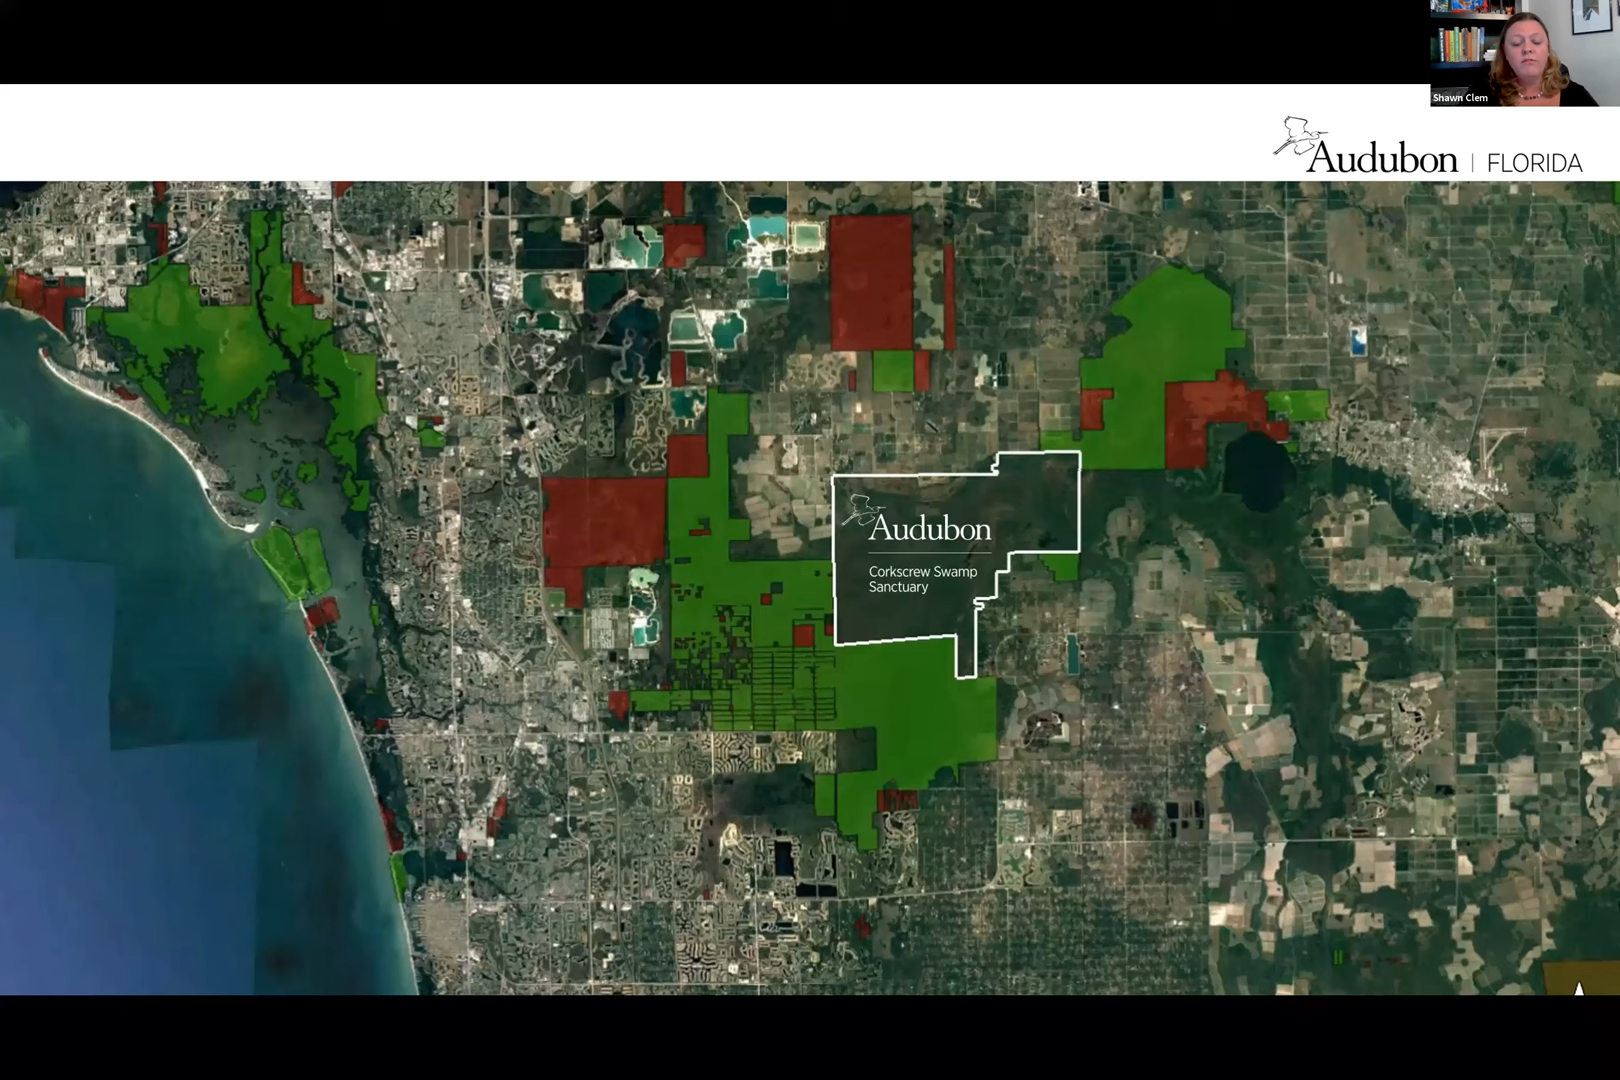 Shawn Clem
Audubon | FLORIDA
Audubon
Corkscrew Swamp
Sanctuary